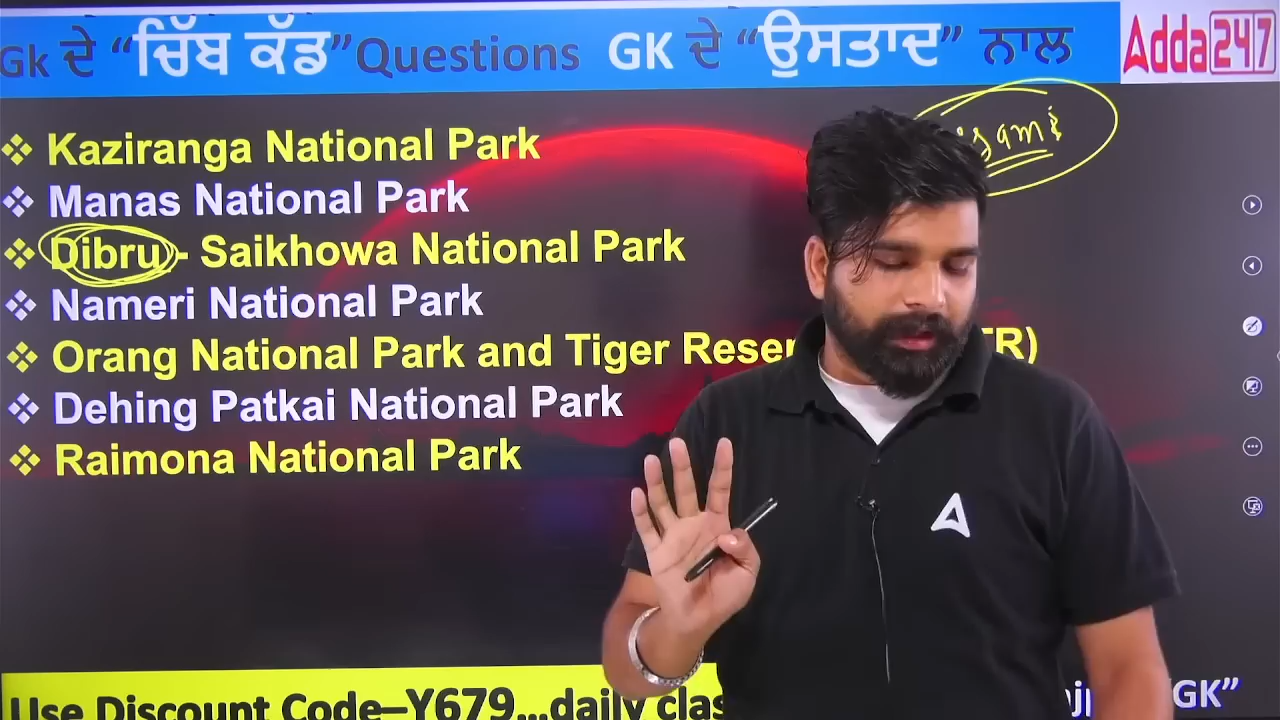 Gk ਦੇ “ਚਿੱਬ ਕੱਡ”Questions GK ਦੇ “ਉਸਤਾਦ” ਨਾਲ
Adda247
❖ Kaziranga National Park
❖ Manas National Park
❖ Dibru - Saikhowa National Park
❖ Nameri National Park
❖ Orang National Park and Tiger Reser TR)
❖ Dehing Patkai National Park
❖ Raimona National Park
Use Discount Code–Y679...daily clas GK”